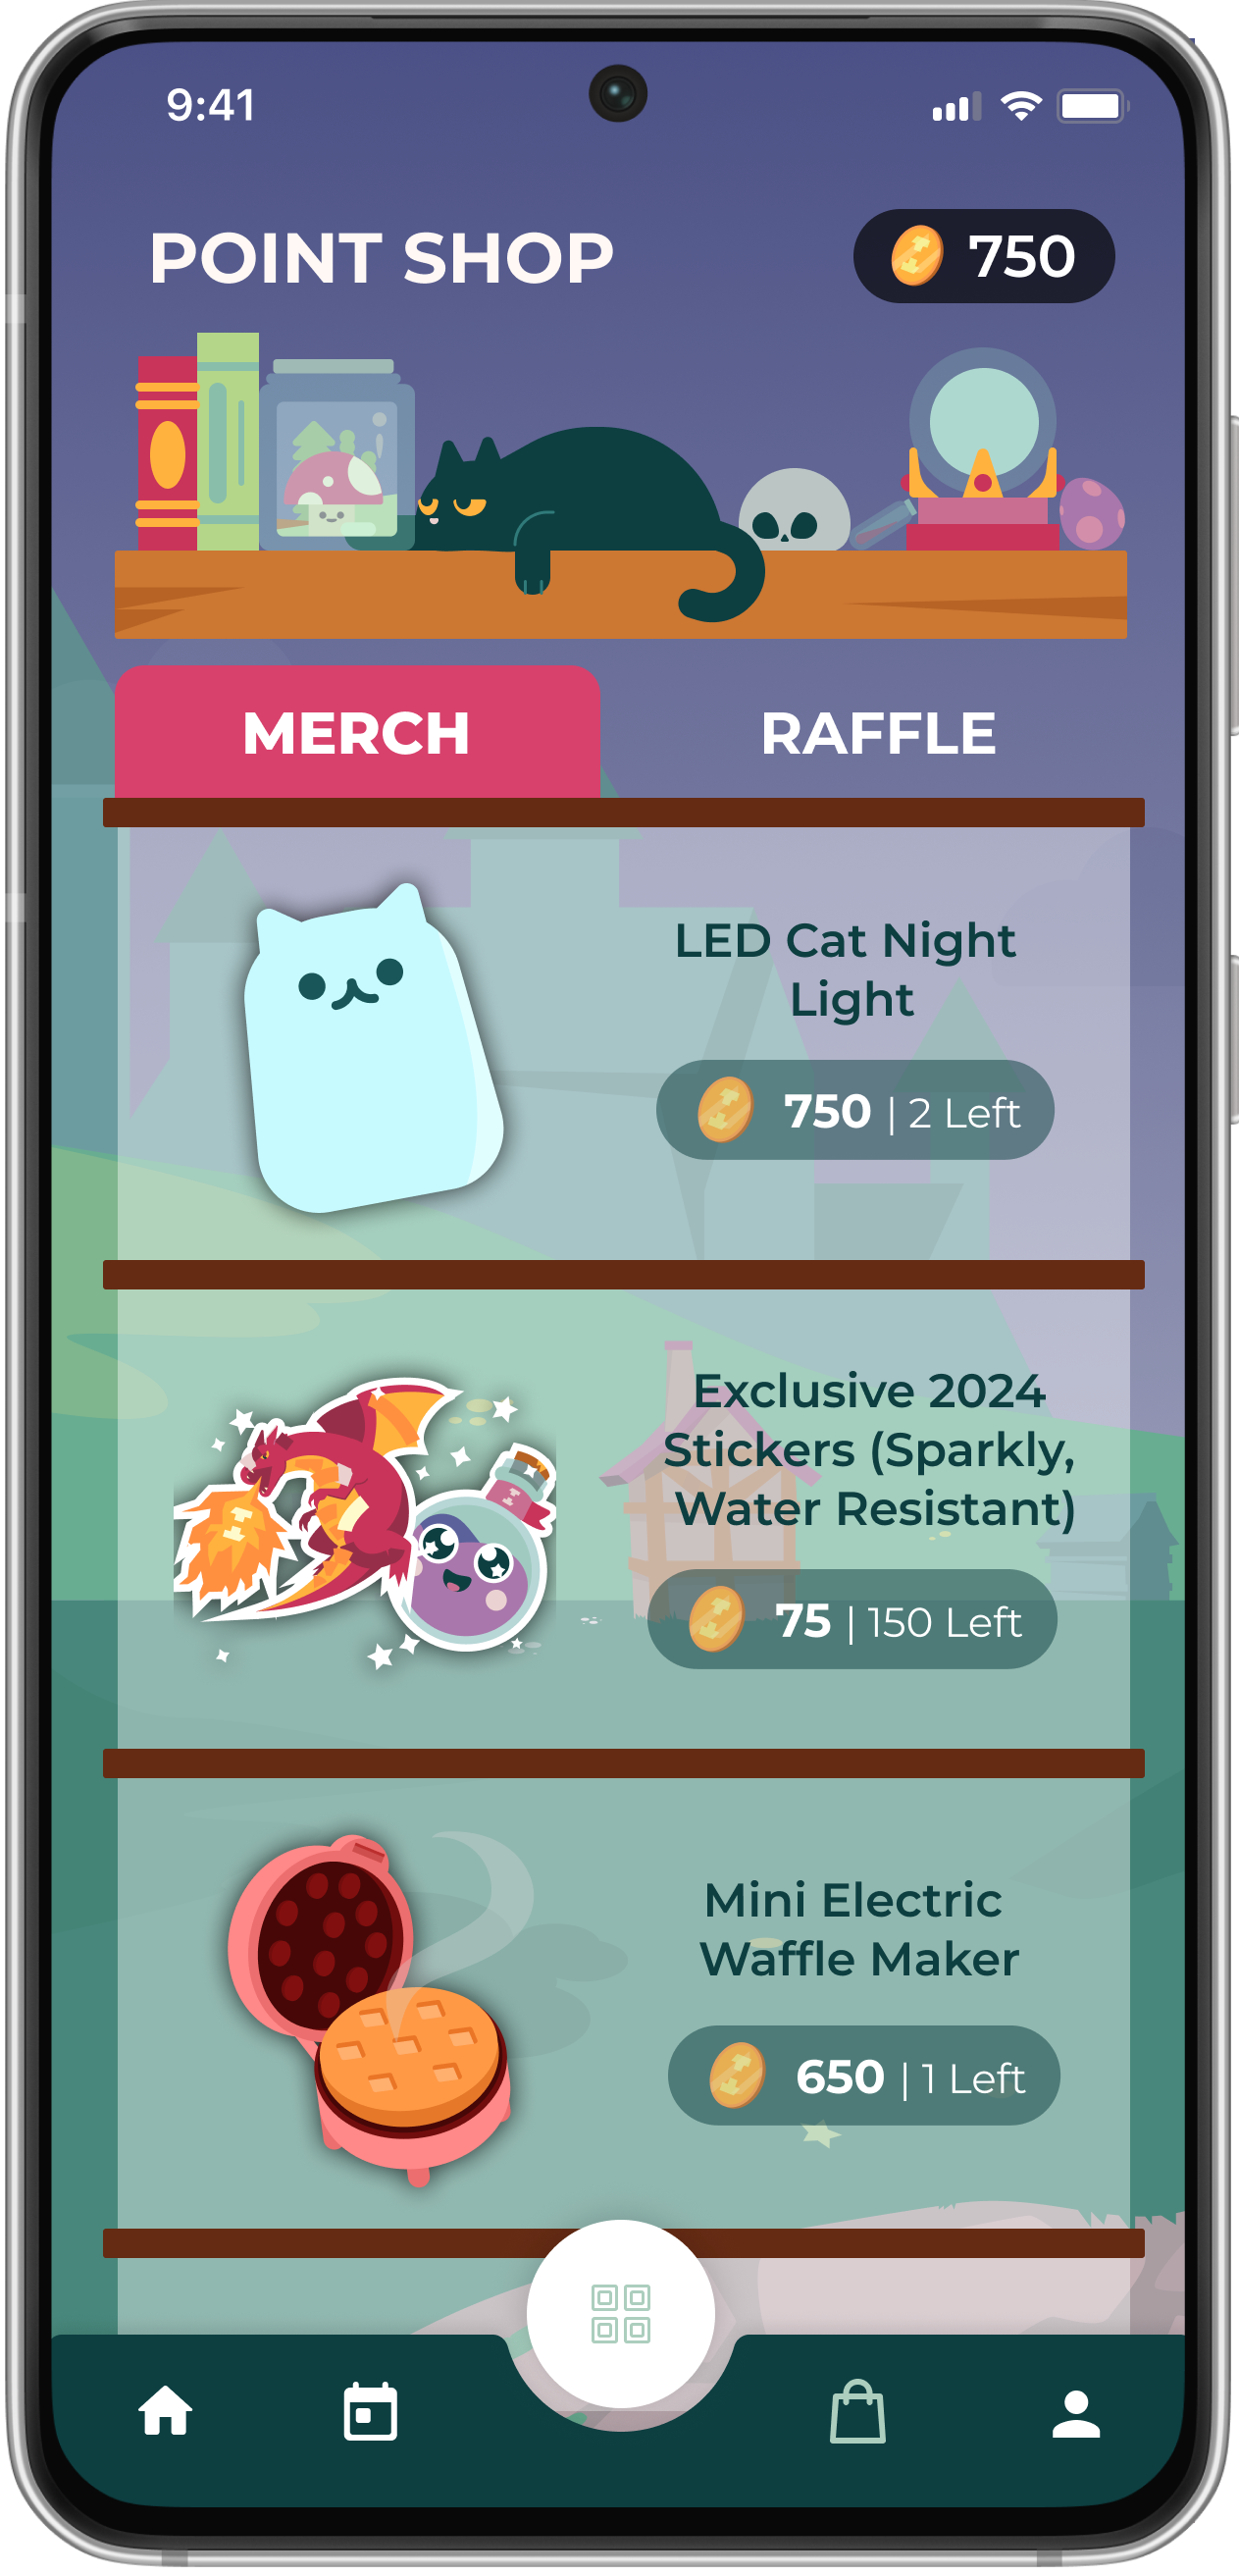 9:41
POINT SHOP
750
MERCH
RAFFLE
LED Cat Night
Light
750 | 2 Left
Exclusive 2024
Stickers (Sparkly,
Water Resistant)
75 | 150 Left
Mini Electric
Waffle Maker
650 | 1 Left